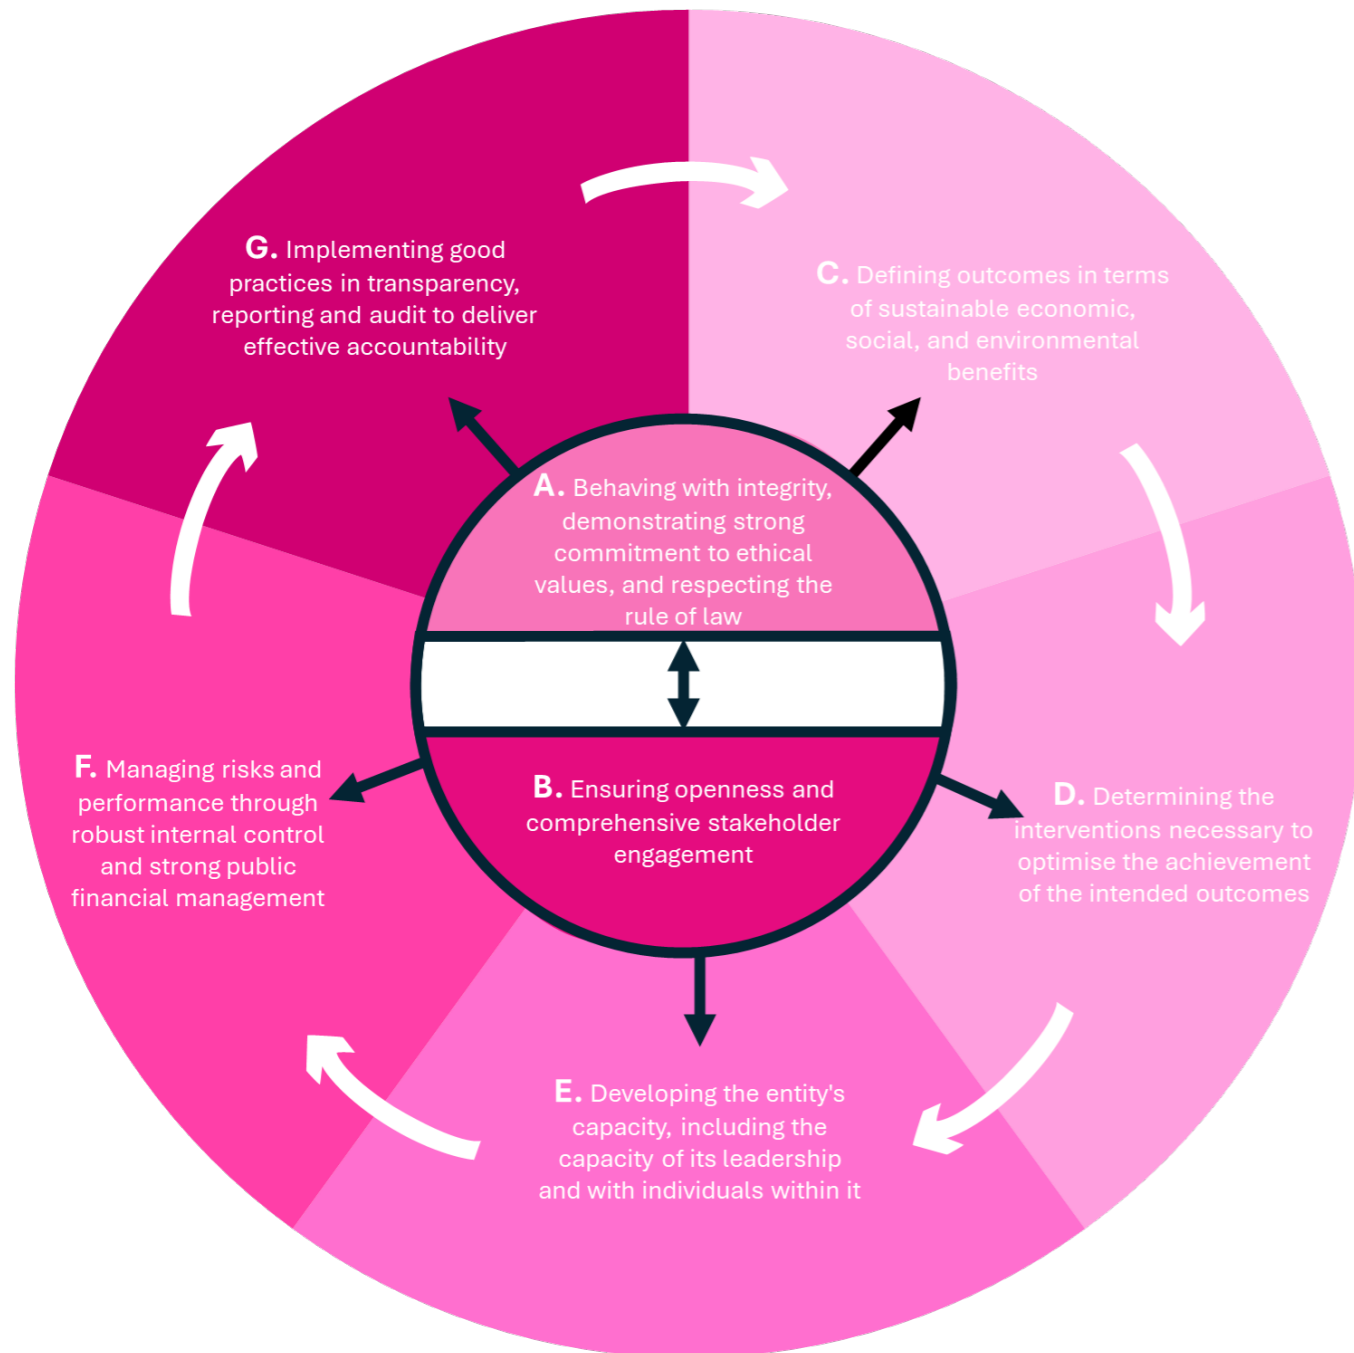 G. Implementing good
practices in transparency,
reporting and audit to deliver
effective accountability
C. Defining outcomes in terms
of sustainable economic,
social, and environmental
benefits
A. Behaving with integrity,
demonstrating strong
commitment to ethical
values, and respecting the
rule of law
B. Ensuring openness and
comprehensive stakeholder
engagement
F. Managing risks and
performance through
robust internal control
and strong public
financial management
D. Determining the
interventions necessary to
optimise the achievement
of the intended outcomes
E. Developing the entity's
capacity, including the
capacity of its leadership
and with individuals within it